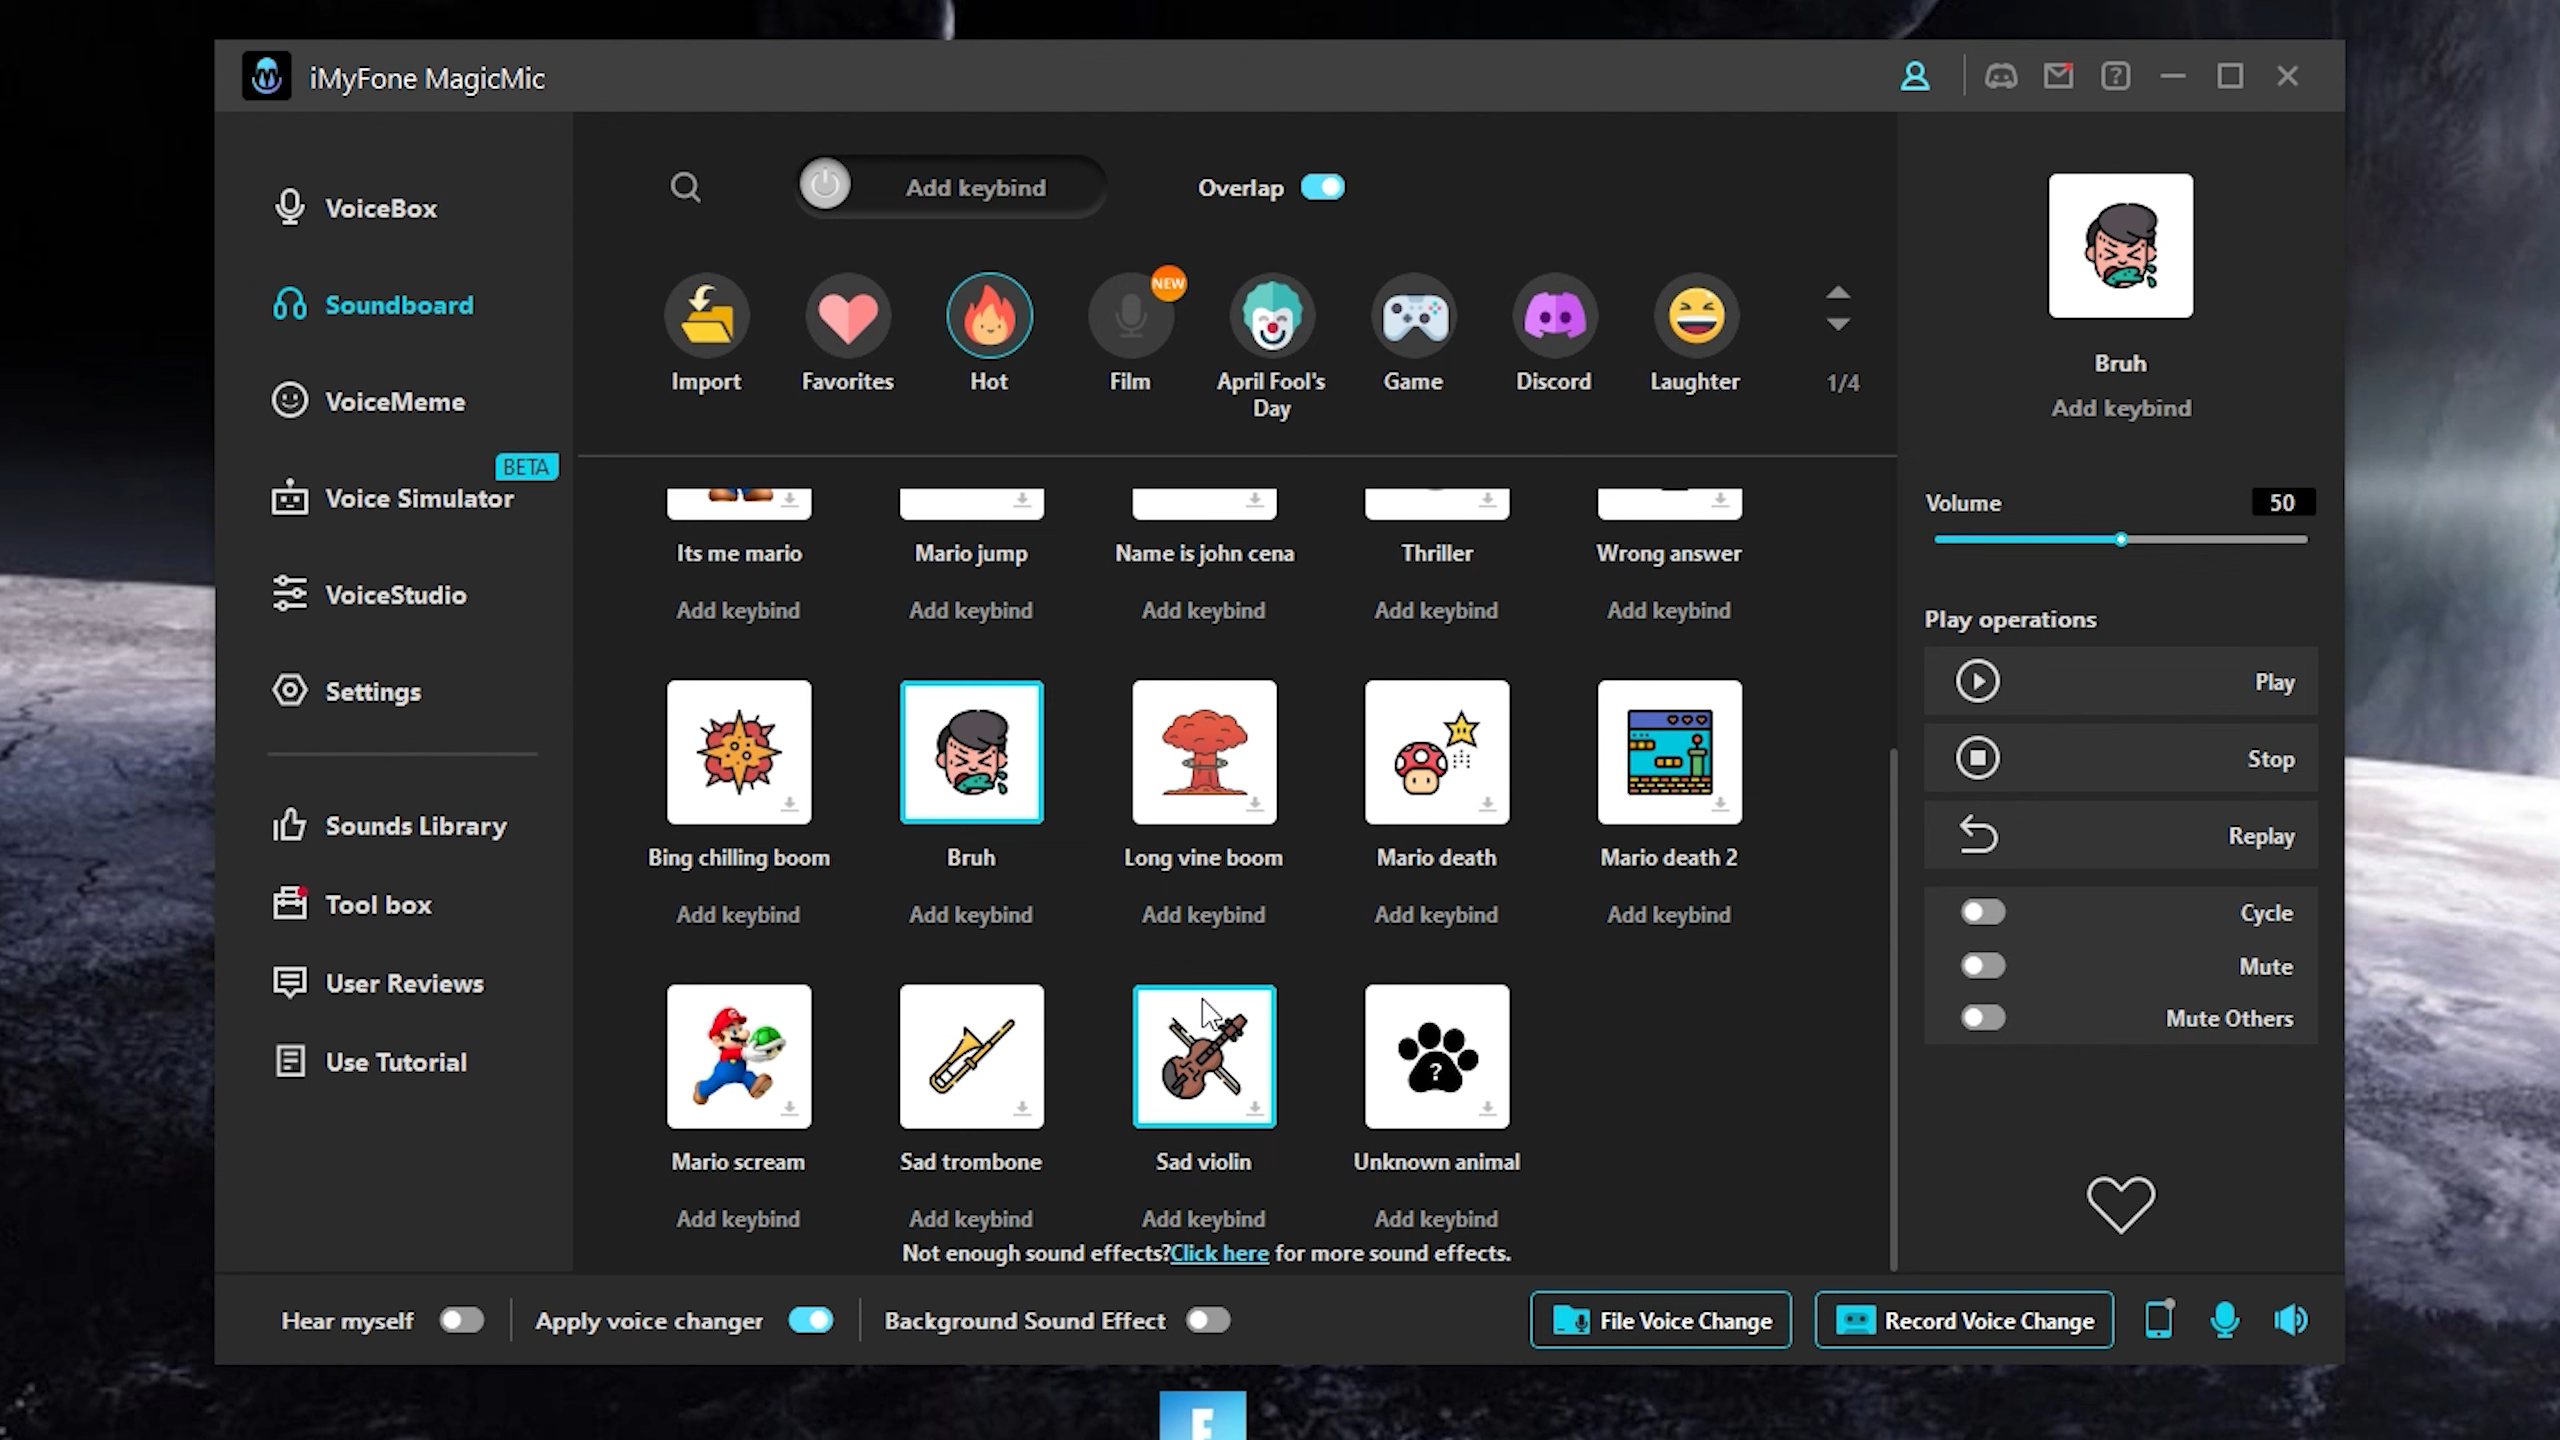 iMyFone MagicMic
VoiceBox
Soundboard
VoiceMeme
BETA
Voice Simulator
VoiceStudio
Settings
Sounds Library
Tool box
User Reviews
Use Tutorial
Add keybind
Overlap
NEW
Import
Favorites
Hot
Film
April Fool's
Day
Game
Discord
Laughter
1/4
Its me mario
Mario jump
Name is john cena
Thriller
Wrong answer
Add keybind
Add keybind
Add keybind
Add keybind
Add keybind
Bing chilling boom
Bruh
Long vine boom
Mario death
Mario death 2
Add keybind
Add keybind
Add keybind
Add keybind
Add keybind
?
Mario scream
Sad trombone
Sad violin
Unknown animal
Add keybind
Add keybind
Add keybind
Add keybind
Not enough sound effects?Click here for more sound effects.
Bruh
Add keybind
Volume
50
Play operations
Play
Stop
Replay
Cycle
Mute
Mute Others
Hear myself
Apply voice changer
Background Sound Effect
File Voice Change
Record Voice Change